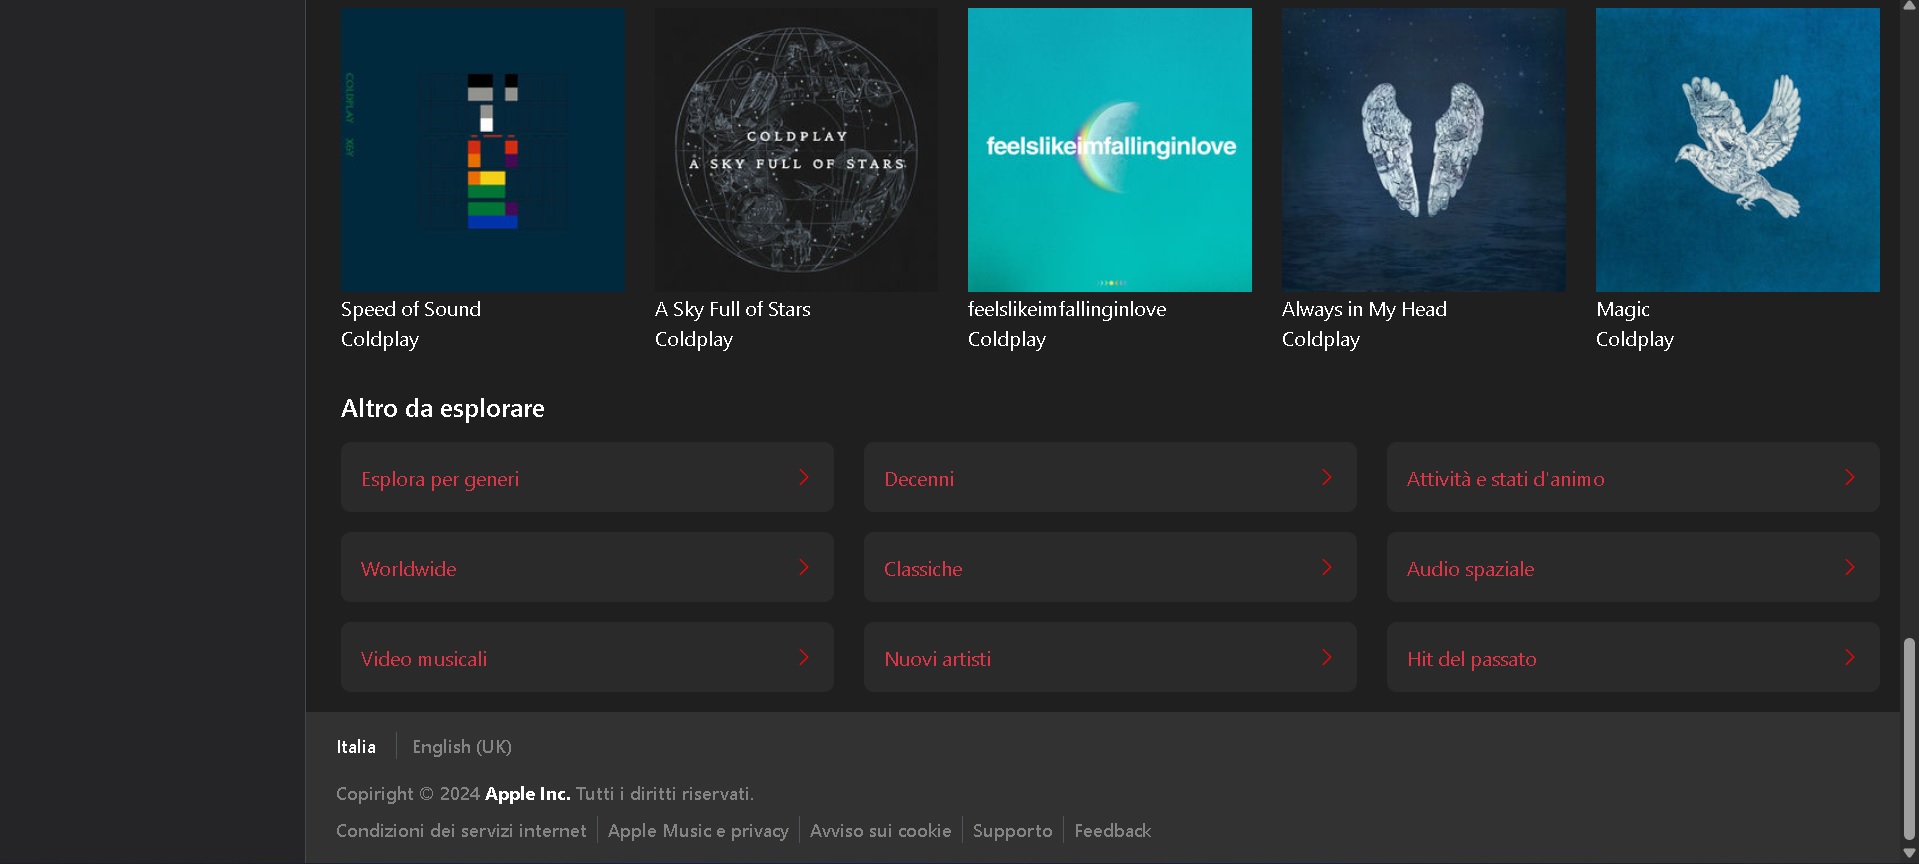 COLDPLAY X&Y
COLDPLAY
A SKY FULL OF STARS
feelslikeimfallinginlove
Speed of Sound
Coldplay
A Sky Full of Stars
Coldplay
feelslikeimfallinginlove
Coldplay
Always in My Head
Coldplay
Magic
Coldplay
Altro da esplorare
Esplora per generi
Decenni
Attività e stati d'animo
Worldwide
Classiche
Audio spaziale
Video musicali
Nuovi artisti
Hit del passato
Italia English (UK)
Copiright © 2024 Apple Inc. Tutti i diritti riservati.
Condizioni dei servizi internet Apple Music e privacy Avviso sui cookie Supporto Feedback